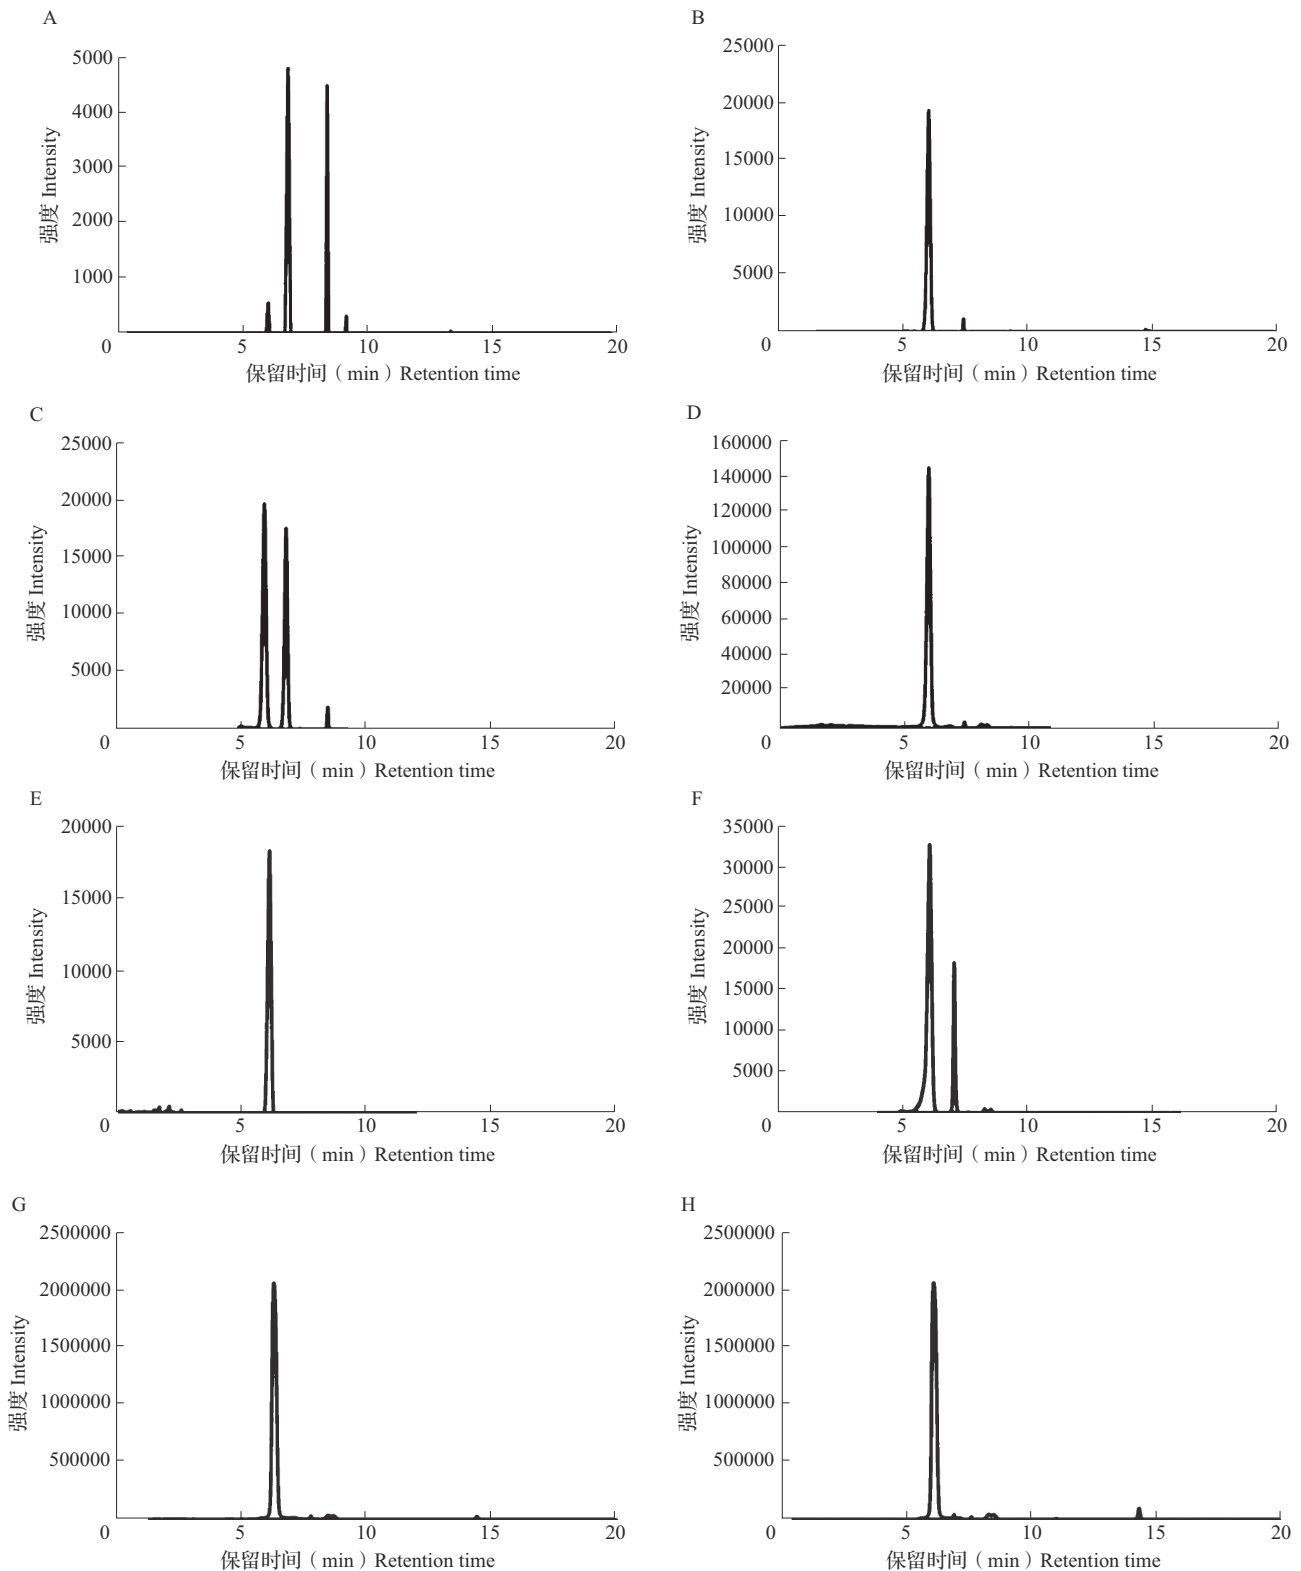 A
5000
4000
3000
2000
1000
0 5 10 15 20
强度 Intensity
保留时间（min）Retention time
B
25000
20000
15000
10000
5000
0 5 10 15 20
强度 Intensity
保留时间（min）Retention time
C
25000
20000
15000
10000
5000
0 5 10 15 20
强度 Intensity
保留时间（min）Retention time
D
160000
140000
120000
100000
80000
60000
40000
20000
0 5 10 15 20
强度 Intensity
保留时间（min）Retention time
E
20000
15000
10000
5000
0 5 10 15 20
强度 Intensity
保留时间（min）Retention time
F
35000
30000
25000
20000
15000
10000
5000
0 5 10 15 20
强度 Intensity
保留时间（min）Retention time
G
2500000
2000000
1500000
1000000
500000
0 5 10 15 20
强度 Intensity
保留时间（min）Retention time
H
2500000
2000000
1500000
1000000
500000
0 5 10 15 20
强度 Intensity
保留时间（min）Retention time